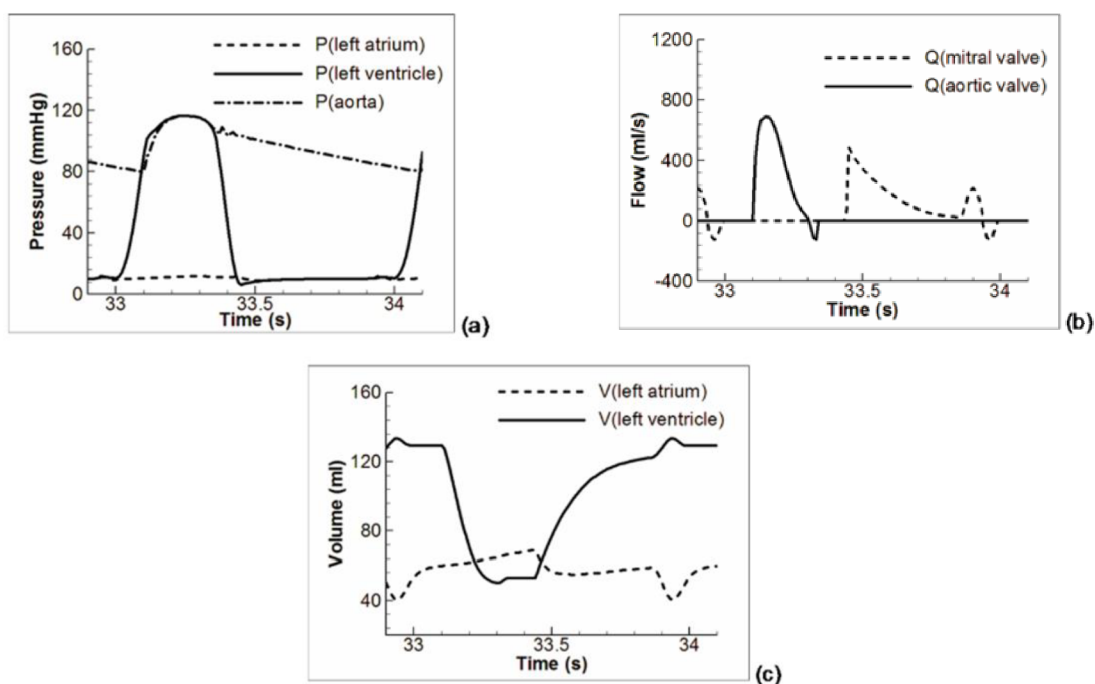 160
120
80
40
0
Pressure (mmHg)
P(left atrium)
P(left ventricle)
P(aorta)
33
33.5
34
Time (s)
(a)
1200
800
400
0
-400
Flow (ml/s)
Q(mitral valve)
Q(aortic valve)
33
33.5
34
Time (s)
(b)
160
120
80
40
Volume (ml)
V(left atrium)
V(left ventricle)
33
33.5
34
Time (s)
(c)